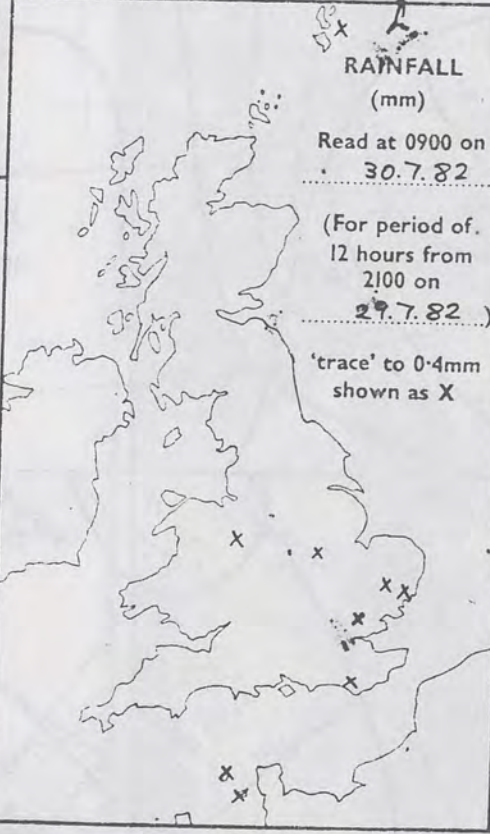 X
RAINFALL
(mm)
Read at 0900 on
30.7.82
(For period of
12 hours from
2100 on
29.7.82)
'trace' to 0·4mm
shown as X
X
X
X X
X
X
X
X